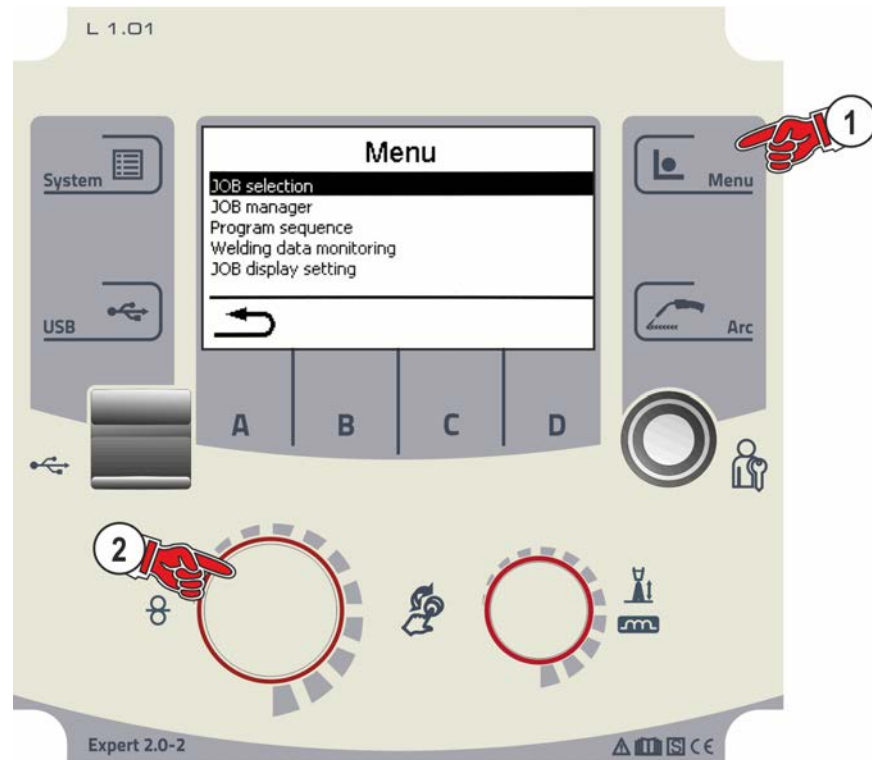 L 1.01
1
System
Menu
Menu
JOB selection
JOB manager
Program sequence
Welding data monitoring
JOB display setting
USB
Arc
A B C D
2
Expert 2.0-2
S CE